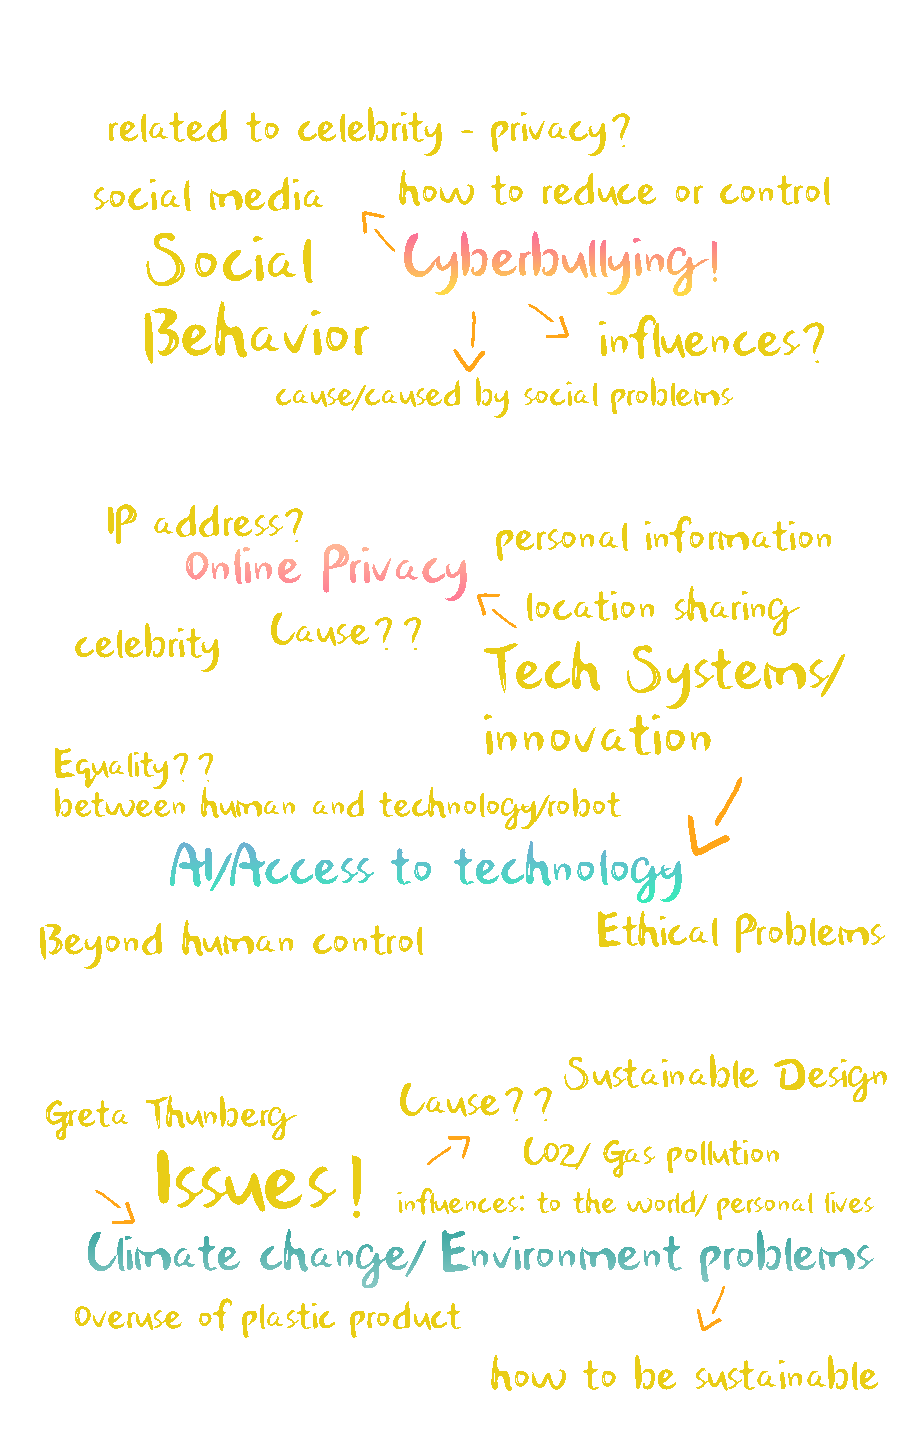 related to celebrity - privacy?
social media
how to reduce or control
Social
Cyberbullying!
Behavior
influences?
cause/caused by social problems
IP address?
personal information
Online Privacy
location sharing
celebrity
Cause??
Tech Systems/
innovation
Equality??
between human and technology/robot
AI/Access to technology
Beyond human control
Ethical Problems
Sustainable Design
Greta Thunberg
Cause??
Issues!
CO2/ Gas pollution
influences: to the world/ personal lives
Climate change/ Environment problems
Overuse of plastic product
how to be sustainable